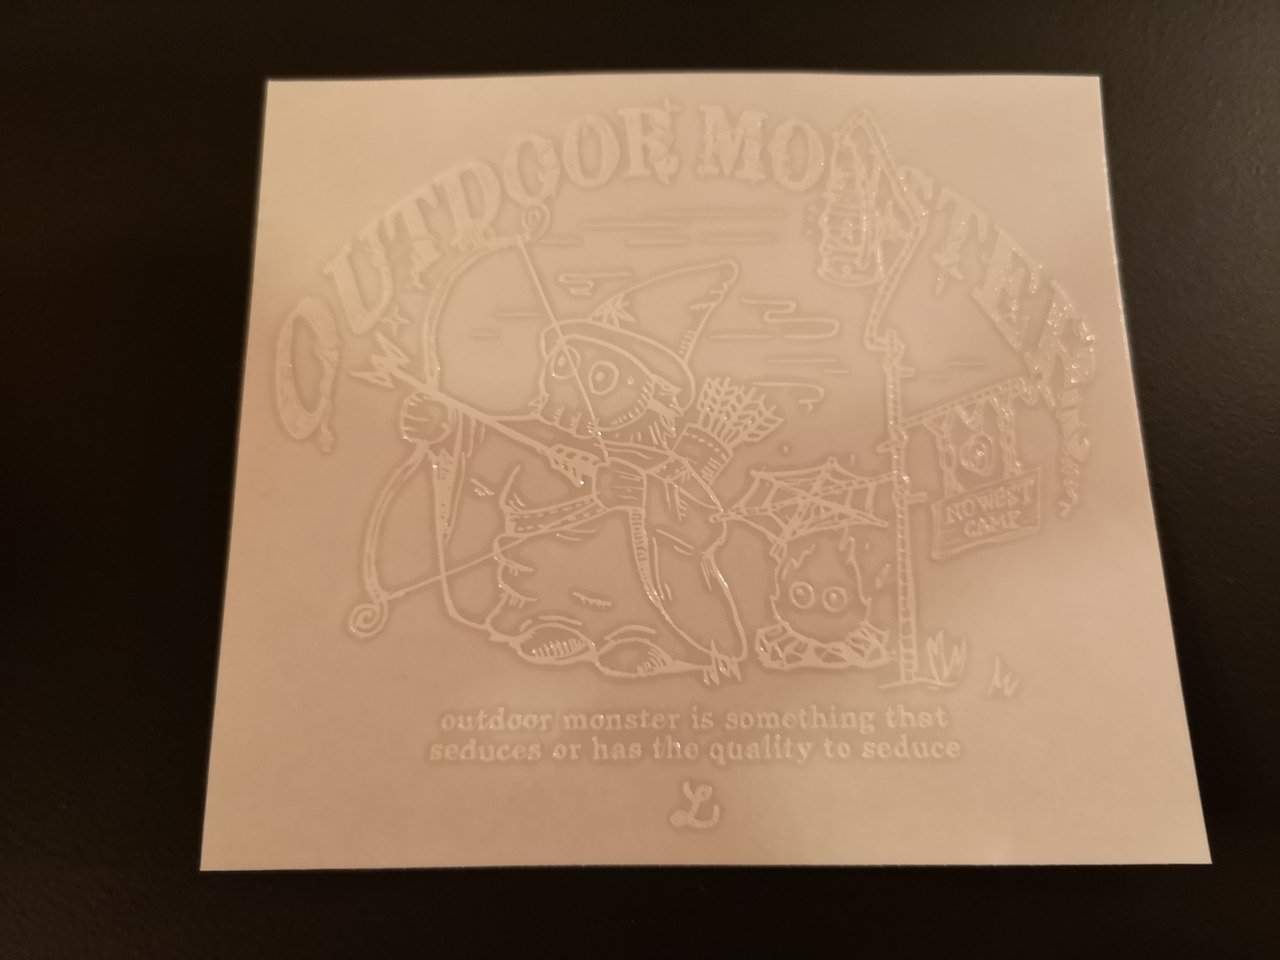 OUTDOOR MONSTER
NO WEST
CAMP
outdoor monster is something that
seduces or has the quality to seduce
L